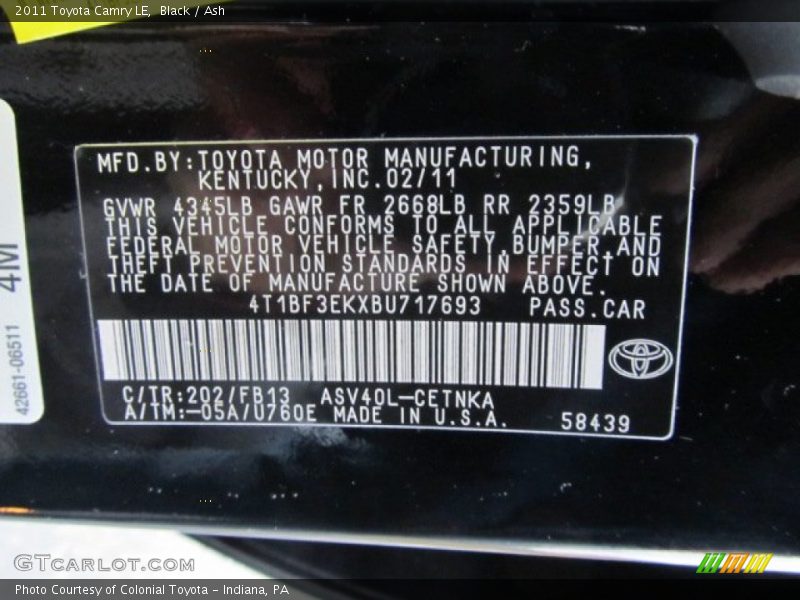 2011 Toyota Camry LE, Black / Ash
MFD.BY:TOYOTA MOTOR MANUFACTURING,
KENTUCKY,INC.02/11
GVWR 4345LB GAWR FR 2668LB RR 2359LB
THIS VEHICLE CONFORMS TO ALL APPLICABLE
FEDERAL MOTOR VEHICLE SAFETY,BUMPER,AND
THEFT PREVENTION STANDARDS IN EFFECT ON
THE DATE OF MANUFACTURE SHOWN ABOVE.
4T1BF3EKXBU717693 PASS.CAR
C/TR:202/FB13 ASV40L-CETNKA
A/TM:-05A/U760E MADE IN U.S.A. 58439
42661-06511 4M
GTCARLOT.COM
Photo Courtesy of Colonial Toyota - Indiana, PA